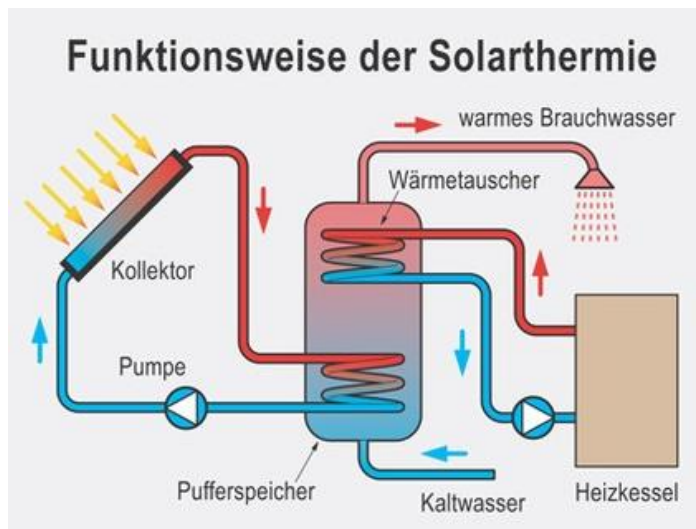 Funktionsweise der Solarthermie
warmes Brauchwasser
Wärmetauscher
Kollektor
Pumpe
Pufferspeicher
Kaltwasser
Heizkessel